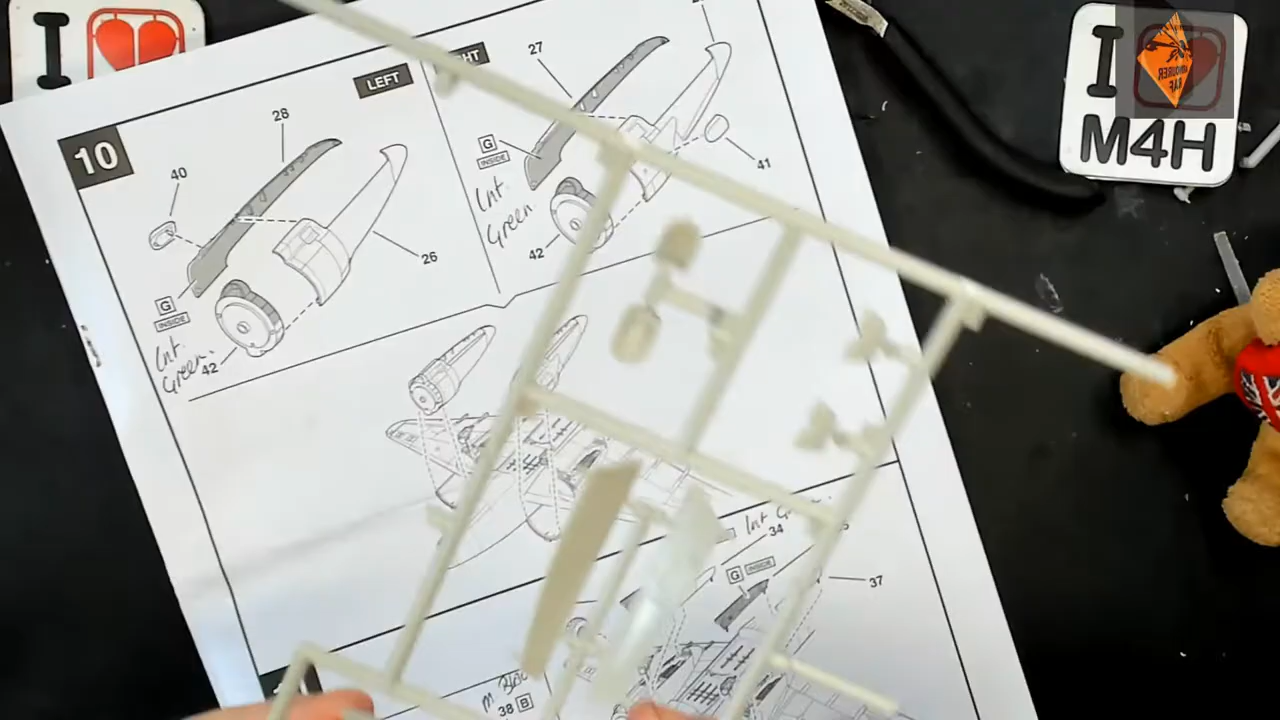 I
I
M4H
10
LEFT
HT
28
27
40
41
26
42
42
G
INSIDE
Int.
Green
G
INSIDE
Int.
Green
34
G INSIDE
37
38 B